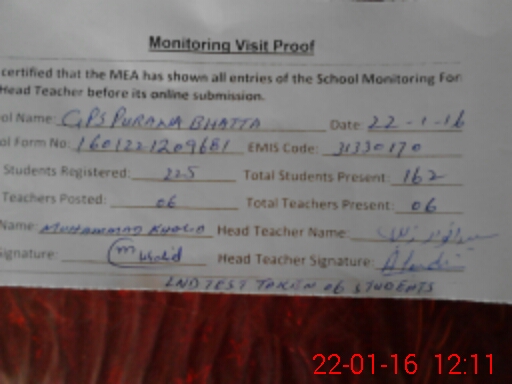 Monitoring Visit Proof
certified that the MEA has shown all entries of the School Monitoring For
Head Teacher before its online submission.
ol Name: GPS PURANA BHATTA Date: 22-1-16
ol Form No: 1601221209681 EMIS Code: 31330170
Students Registered: 225 Total Students Present: 162
Teachers Posted: 06 Total Teachers Present: 06
Name: MUHAMMAD KHALID Head Teacher Name:
Signature: Head Teacher Signature:
LND TEST TAKEN 06 STUDENTS
22-01-16 12:11